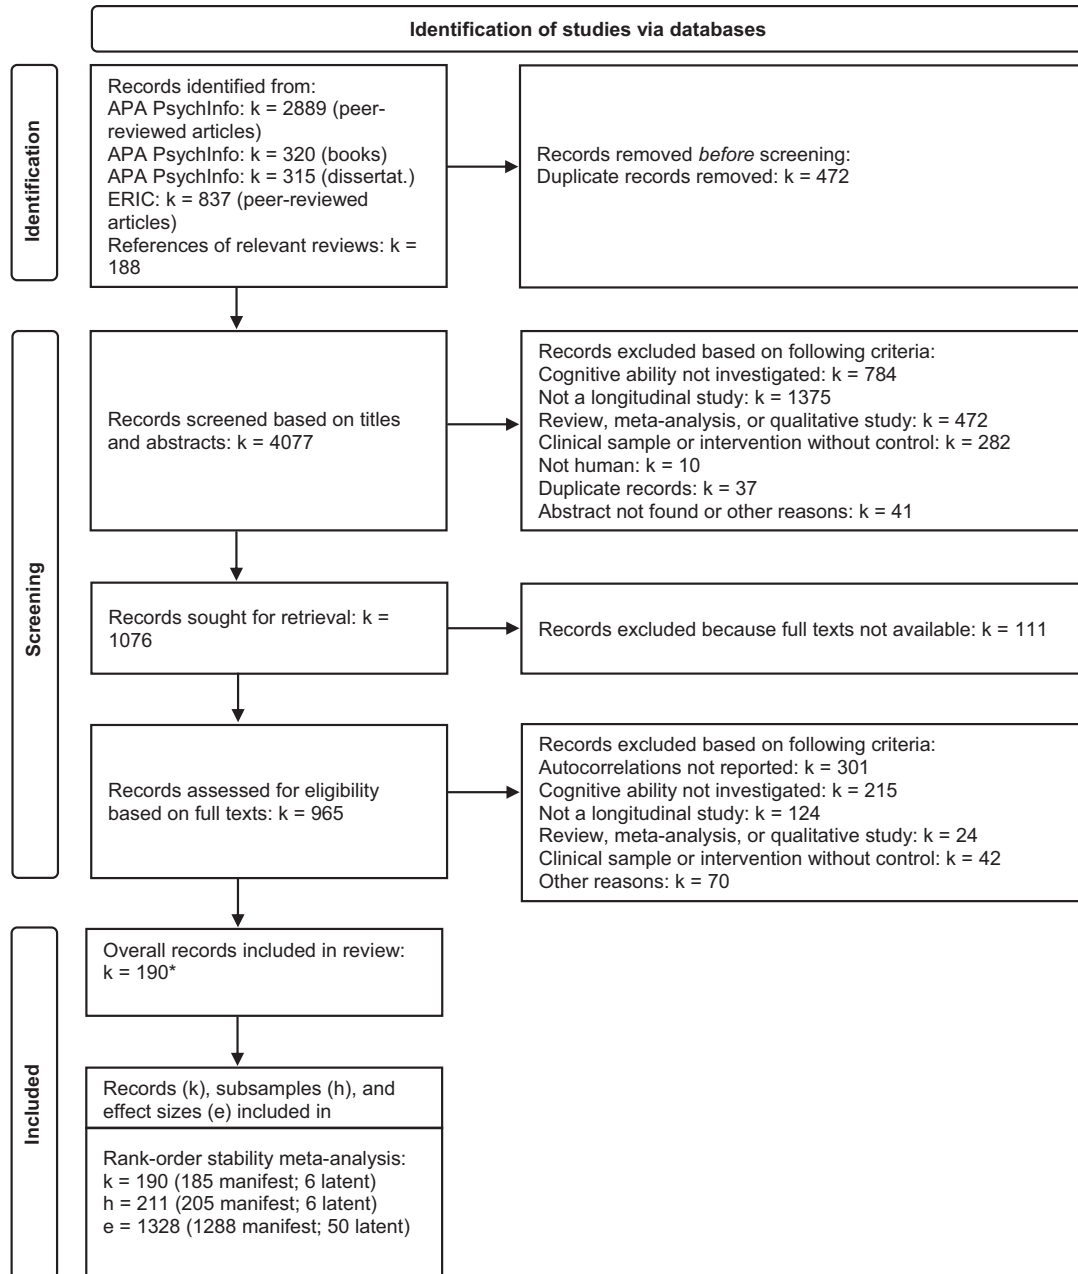 Identification of studies via databases
Identification
Records identified from:
APA PsychInfo: k = 2889 (peer-
reviewed articles)
APA PsychInfo: k = 320 (books)
APA PsychInfo: k = 315 (dissertat.)
ERIC: k = 837 (peer-reviewed
articles)
References of relevant reviews: k =
188
Records removed before screening:
Duplicate records removed: k = 472
Screening
Records screened based on titles
and abstracts: k = 4077
Records excluded based on following criteria:
Cognitive ability not investigated: k = 784
Not a longitudinal study: k = 1375
Review, meta-analysis, or qualitative study: k = 472
Clinical sample or intervention without control: k = 282
Not human: k = 10
Duplicate records: k = 37
Abstract not found or other reasons: k = 41
Records sought for retrieval: k =
1076
Records excluded because full texts not available: k = 111
Records assessed for eligibility
based on full texts: k = 965
Records excluded based on following criteria:
Autocorrelations not reported: k = 301
Cognitive ability not investigated: k = 215
Not a longitudinal study: k = 124
Review, meta-analysis, or qualitative study: k = 24
Clinical sample or intervention without control: k = 42
Other reasons: k = 70
Included
Overall records included in review:
k = 190*
Records (k), subsamples (h), and
effect sizes (e) included in
Rank-order stability meta-analysis:
k = 190 (185 manifest; 6 latent)
h = 211 (205 manifest; 6 latent)
e = 1328 (1288 manifest; 50 latent)